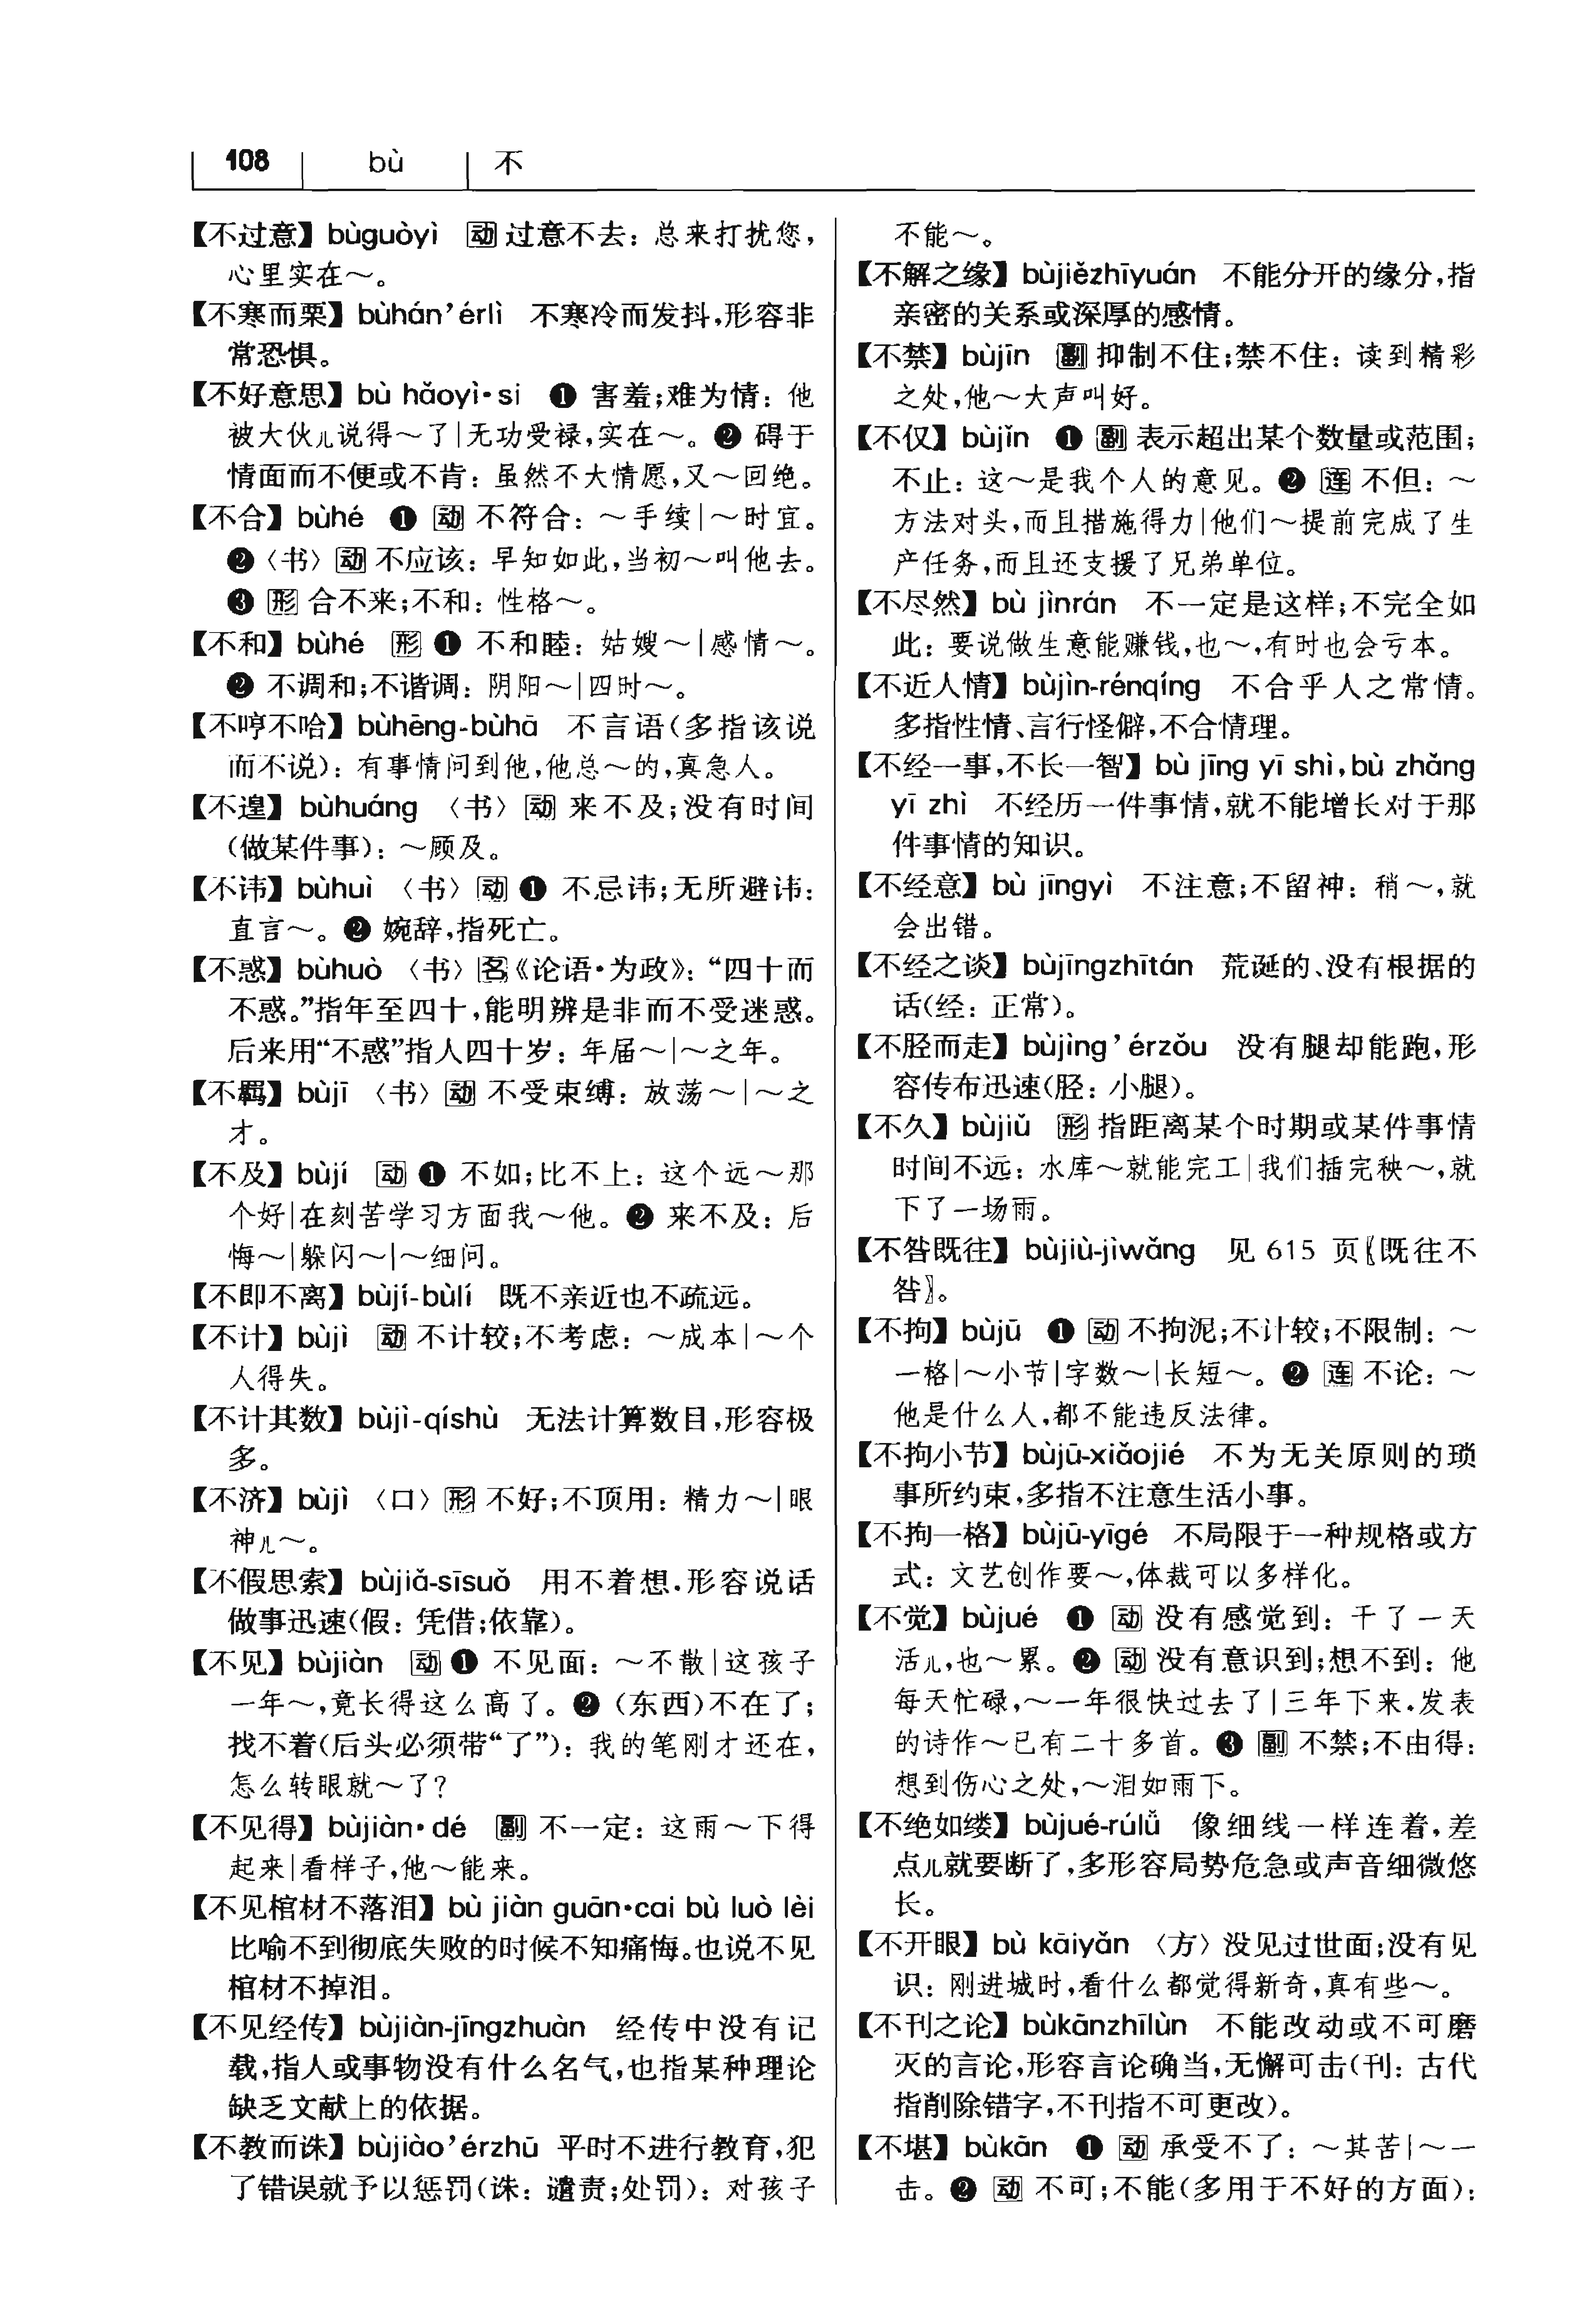 108 bù 不
【不过意】bùguòyì 动 过意不去：总来打扰您，
心里实在～。
【不寒而栗】bùhán’érlì 不寒冷而发抖，形容非
常恐惧。
【不好意思】bù hǎoyì·si ❶ 害羞；难为情：他
被大伙儿说得～了|无功受禄，实在～。❷ 碍于
情面而不便或不肯：虽然不大情愿，又～回绝。
【不合】bùhé ❶ 动 不符合：～手续|～时宜。
❷〈书〉动 不应该：早知如此，当初～叫他去。
❸ 形 合不来；不和：性格～。
【不和】bùhé 形 ❶ 不和睦：姑嫂～|感情～。
❷ 不调和；不谐调：阴阳～|四时～。
【不哼不哈】bùhēng-bùhā 不言语（多指该说
而不说）：有事情问到他，他总～的，真急人。
【不遑】bùhuáng 〈书〉动 来不及；没有时间
（做某件事）：～顾及。
【不讳】bùhuì 〈书〉动 ❶ 不忌讳；无所避讳：
直言～。❷ 婉辞，指死亡。
【不惑】bùhuò 〈书〉名《论语·为政》：“四十而
不惑。”指年至四十，能明辨是非而不受迷惑。
后来用“不惑”指人四十岁：年届～|～之年。
【不羁】bùjī 〈书〉动 不受束缚：放荡～|～之
才。
【不及】bùjí 动 ❶ 不如；比不上：这个远～那
个好|在刻苦学习方面我～他。❷ 来不及：后
悔～|躲闪～|～细问。
【不即不离】bùjí-bùlí 既不亲近也不疏远。
【不计】bùjì 动 不计较；不考虑：～成本|～个
人得失。
【不计其数】bùjì-qíshù 无法计算数目，形容极
多。
【不济】bùjì 〈口〉形 不好；不顶用：精力～|眼
神儿～。
【不假思索】bùjiǎ-sīsuǒ 用不着想，形容说话
做事迅速（假：凭借；依靠）。
【不见】bùjiàn 动 ❶ 不见面：～不散|这孩子
一年～，竟长得这么高了。❷（东西）不在了；
找不着（后头必须带“了”）：我的笔刚才还在，
怎么转眼就～了？
【不见得】bùjiàn·dé 副 不一定：这雨～下得
起来|看样子，他～能来。
【不见棺材不落泪】bù jiàn guān·cai bù luò lèi
比喻不到彻底失败的时候不知痛悔。也说不见
棺材不掉泪。
【不见经传】bùjiàn-jīngzhuàn 经传中没有记
载，指人或事物没有什么名气，也指某种理论
缺乏文献上的依据。
【不教而诛】bùjiào’érzhū 平时不进行教育，犯
了错误就予以惩罚（诛：谴责；处罚）：对孩子
不能～。
【不解之缘】bùjiězhīyuán 不能分开的缘分，指
亲密的关系或深厚的感情。
【不禁】bùjīn 副 抑制不住；禁不住：读到精彩
之处，他～大声叫好。
【不仅】bùjǐn ❶ 副 表示超出某个数量或范围；
不止：这～是我个人的意见。❷ 连 不但：～
方法对头，而且措施得力|他们～提前完成了生
产任务，而且还支援了兄弟单位。
【不尽然】bù jìnrán 不一定是这样；不完全如
此：要说做生意能赚钱，也～，有时也会亏本。
【不近人情】bùjìn-rénqíng 不合乎人之常情。
多指性情、言行怪僻，不合情理。
【不经一事，不长一智】bù jīng yī shì，bù zhǎng
yī zhì 不经历一件事情，就不能增长对于那
件事情的知识。
【不经意】bù jīngyì 不注意；不留神：稍～，就
会出错。
【不经之谈】bùjīngzhītán 荒诞的、没有根据的
话（经：正常）。
【不胫而走】bùjìng’érzǒu 没有腿却能跑，形
容传布迅速（胫：小腿）。
【不久】bùjiǔ 形 指距离某个时期或某件事情
时间不远：水库～就能完工|我们插完秧～，就
下了一场雨。
【不咎既往】bùjiù-jìwǎng 见 615 页〖既往不
咎〗。
【不拘】bùjū ❶ 动 不拘泥；不计较；不限制：～
一格|～小节|字数～|长短～。❷ 连 不论：～
他是什么人，都不能违反法律。
【不拘小节】bùjū-xiǎojié 不为无关原则的琐
事所约束，多指不注意生活小事。
【不拘一格】bùjū-yīgé 不局限于一种规格或方
式：文艺创作要～，体裁可以多样化。
【不觉】bùjué ❶ 动 没有感觉到：干了一天
活儿，也～累。❷ 动 没有意识到；想不到：他
每天忙碌，～一年很快过去了|三年下来，发表
的诗作～已有二十多首。❸ 副 不禁；不由得：
想到伤心之处，～泪如雨下。
【不绝如缕】bùjué-rúlǚ 像细线一样连着，差
点儿就要断了，多形容局势危急或声音细微悠
长。
【不开眼】bù kāiyǎn 〈方〉没见过世面；没有见
识：刚进城时，看什么都觉得新奇，真有些～。
【不刊之论】bùkānzhīlùn 不能改动或不可磨
灭的言论，形容言论确当，无懈可击（刊：古代
指削除错字，不刊指不可更改）。
【不堪】bùkān ❶ 动 承受不了：～其苦|～一
击。❷ 动 不可；不能（多用于不好的方面）：